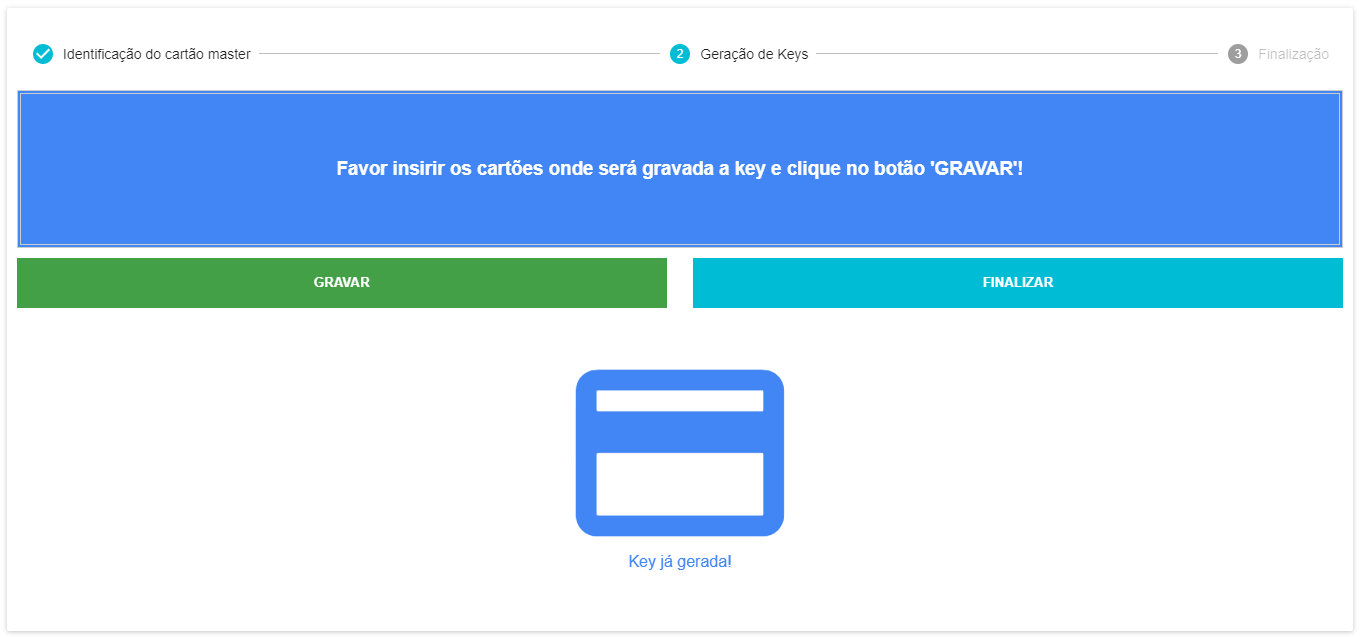 Identificação do cartão master
2 Geração de Keys
3 Finalização
Favor insirir os cartões onde será gravada a key e clique no botão 'GRAVAR'!
GRAVAR
FINALIZAR
Key já gerada!